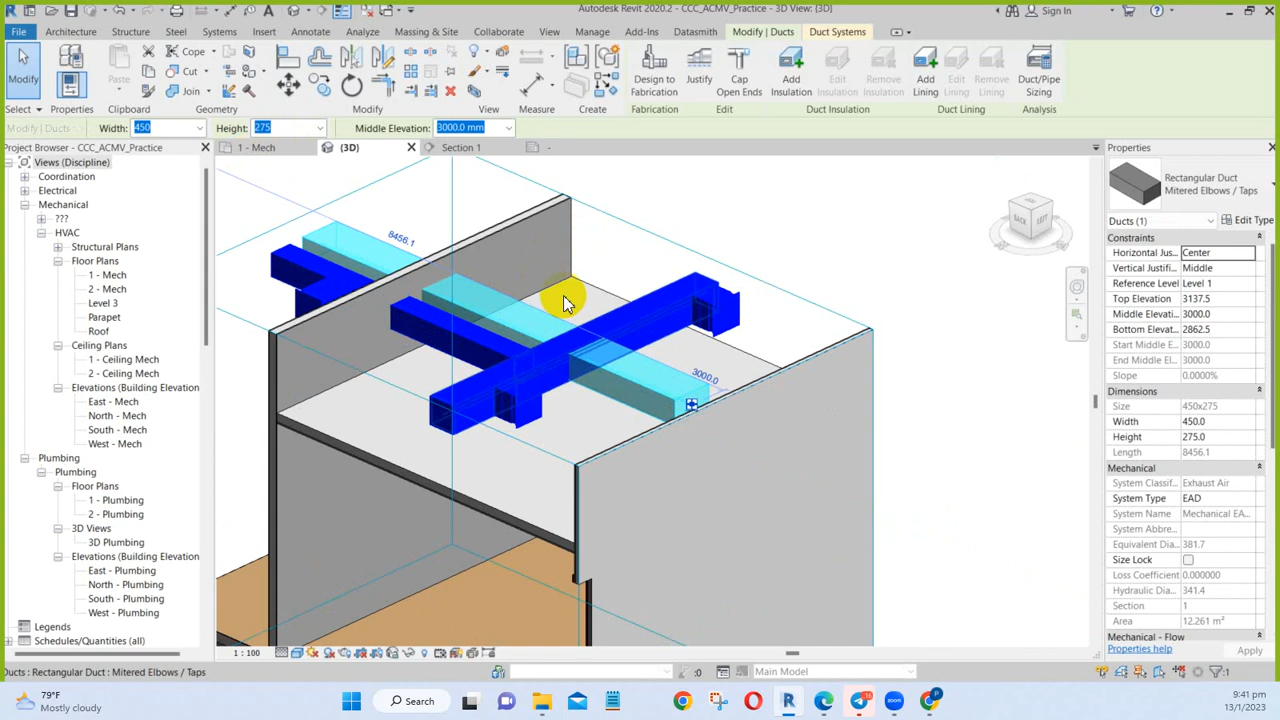 Autodesk Revit 2020.2 - CCC_ACMV_Practice - 3D View: {3D}
Sign In
File Architecture Structure Steel Systems Insert Annotate Analyze Massing & Site Collaborate View Manage Add-Ins Datasmith Modify | Ducts Duct Systems
Modify
Paste
Cope
Cut
Join
Design to Fabrication
Justify
Cap Open Ends
Add Insulation
Edit Insulation
Remove Insulation
Add Lining
Edit Lining
Remove Lining
Duct/Pipe Sizing
Select Properties Clipboard Geometry Modify View Measure Create Fabrication Edit Duct Insulation Duct Lining Analysis
Modify | Ducts Width: 450 Height: 275 Middle Elevation: 3000.0 mm
Project Browser - CCC_ACMV_Practice
1 - Mech
{3D}
Section 1
-
Views (Discipline)
Coordination
Electrical
Mechanical
???
HVAC
Structural Plans
Floor Plans
1 - Mech
2 - Mech
Level 3
Parapet
Roof
Ceiling Plans
1 - Ceiling Mech
2 - Ceiling Mech
Elevations (Building Elevation
East - Mech
North - Mech
South - Mech
West - Mech
Plumbing
Plumbing
Floor Plans
1 - Plumbing
2 - Plumbing
3D Views
3D Plumbing
Elevations (Building Elevation
East - Plumbing
North - Plumbing
South - Plumbing
West - Plumbing
Legends
Schedules/Quantities (all)
8456.1
3000.0
BACK
LEFT
1 : 100
Properties
Rectangular Duct
Mitered Elbows / Taps
Ducts (1)
Edit Type
Constraints
Horizontal Jus... Center
Vertical Justifi... Middle
Reference Level Level 1
Top Elevation 3137.5
Middle Elevat... 3000.0
Bottom Elevat... 2862.5
Start Middle El... 3000.0
End Middle El... 3000.0
Slope 0.0000%
Dimensions
Size 450x275
Width 450.0
Height 275.0
Length 8456.1
Mechanical
System Classif... Exhaust Air
System Type EAD
System Name Mechanical EA...
System Abbre...
Equivalent Dia... 381.7
Size Lock
Loss Coefficient 0.000000
Hydraulic Dia... 341.4
Section 1
Area 12.261 m²
Mechanical - Flow
Properties help
Apply
Ducts : Rectangular Duct : Mitered Elbows / Taps
:0
Main Model
:1
79°F
Mostly cloudy
Search
9:41 pm
13/1/2023